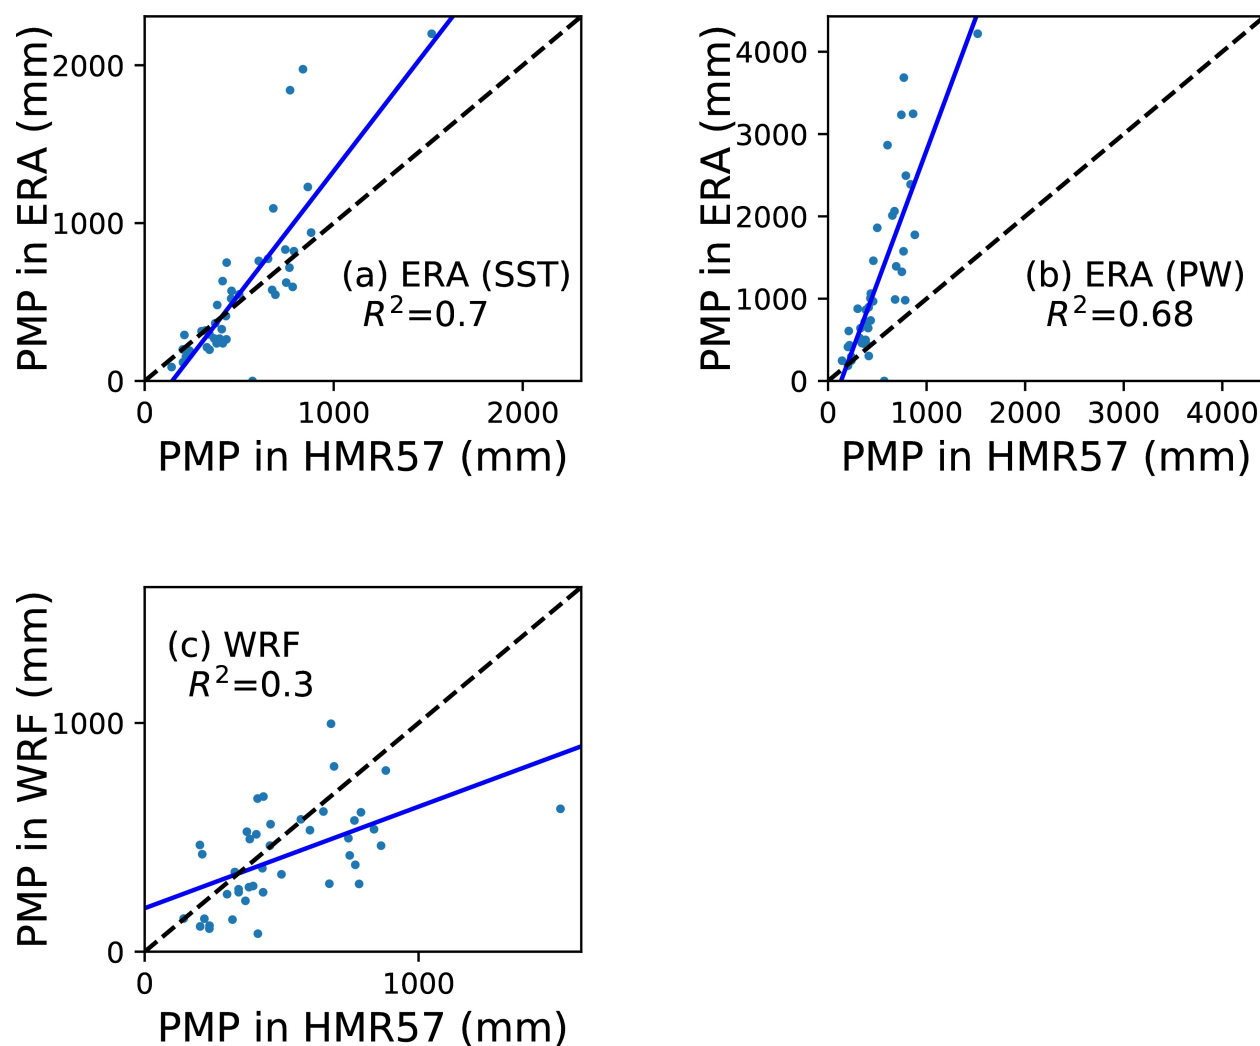 PMP in ERA (mm)
2000
1000
0
(a) ERA (SST)
R²=0.7
0 1000 2000
PMP in HMR57 (mm)
PMP in ERA (mm)
4000
3000
2000
1000
0
(b) ERA (PW)
R²=0.68
0 1000 2000 3000 4000
PMP in HMR57 (mm)
PMP in WRF (mm)
1000
0
(c) WRF
R²=0.3
0 1000
PMP in HMR57 (mm)